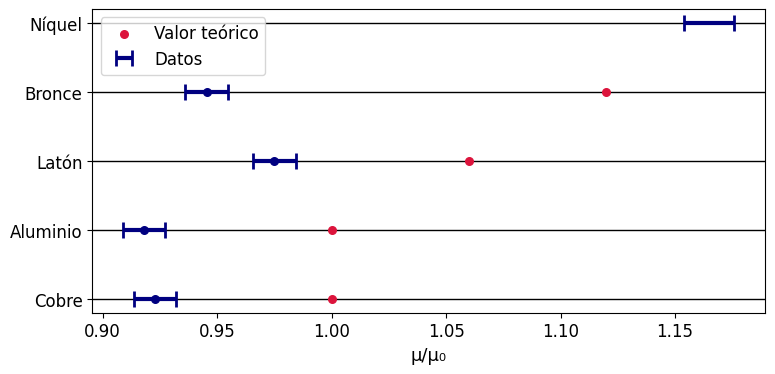 Níquel
Valor teórico
Datos
Bronce
Latón
Aluminio
Cobre
0.90 0.95 1.00 1.05 1.10 1.15
μ/μ₀